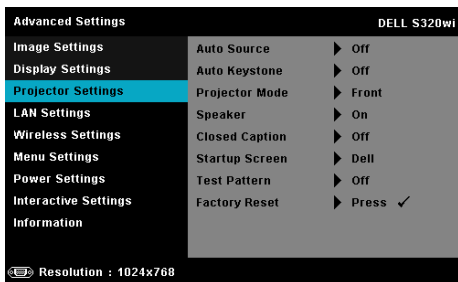 Advanced Settings DELL S320wi
Image Settings Auto Source Off
Display Settings Auto Keystone Off
Projector Settings Projector Mode Front
LAN Settings Speaker On
Wireless Settings Closed Caption Off
Menu Settings Startup Screen Dell
Power Settings Test Pattern Off
Interactive Settings Factory Reset Press ✓
Information
Resolution : 1024x768